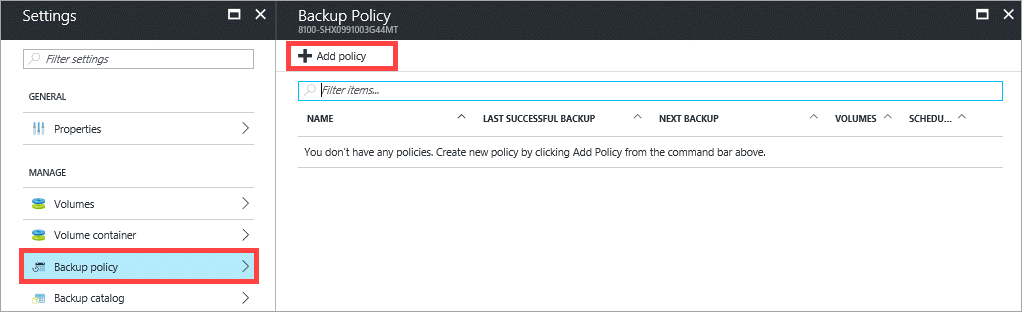 Settings
Filter settings
GENERAL
Properties
MANAGE
Volumes
Volume container
Backup policy
Backup catalog
Backup Policy
8100-SHX0991003G44MT
Add policy
Filter items...
NAME LAST SUCCESSFUL BACKUP NEXT BACKUP VOLUMES SCHEDU...
You don't have any policies. Create new policy by clicking Add Policy from the command bar above.